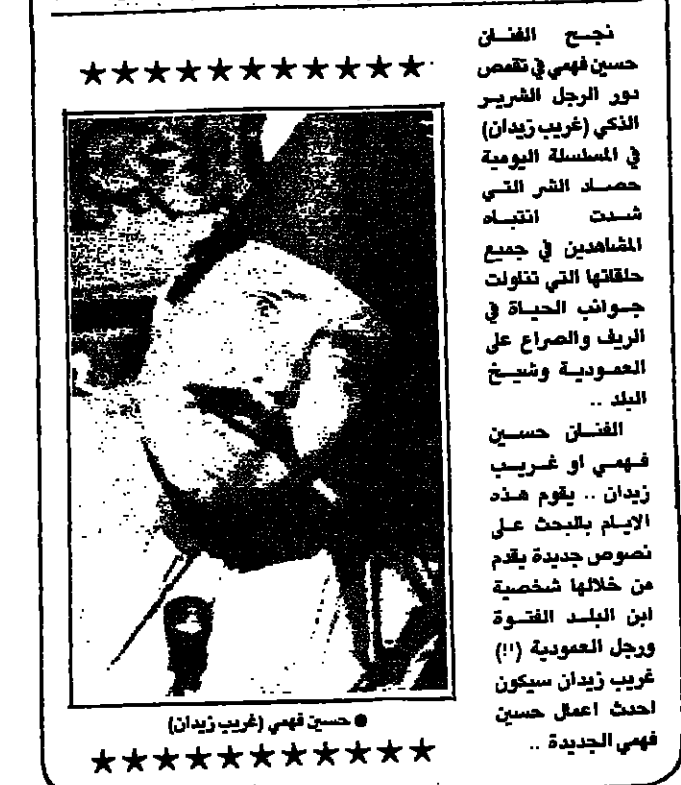 نجح الفنان
حسين فهمي في تقمص
دور الرجل الشرير
الذكي (غريب زيدان)
في المسلسلة اليومية
حصاد الشر التي
شدت انتباه
المشاهدين في جميع
حلقاتها التي تناولت
جوانب الحياة في
الريف والصراع على
العمودية وشيخ
البلد ..
الفنان حسين
فهمي او غريب
زيدان .. يقوم هذه
الايام بالبحث على
نصوص جديدة يقدم
من خلالها شخصية
ابن البلد الفتوة
ورجل العمودية (!!)
غريب زيدان سيكون
احدث اعمال حسين
فهمي الجديدة ..
● حسين فهمي (غريب زيدان)